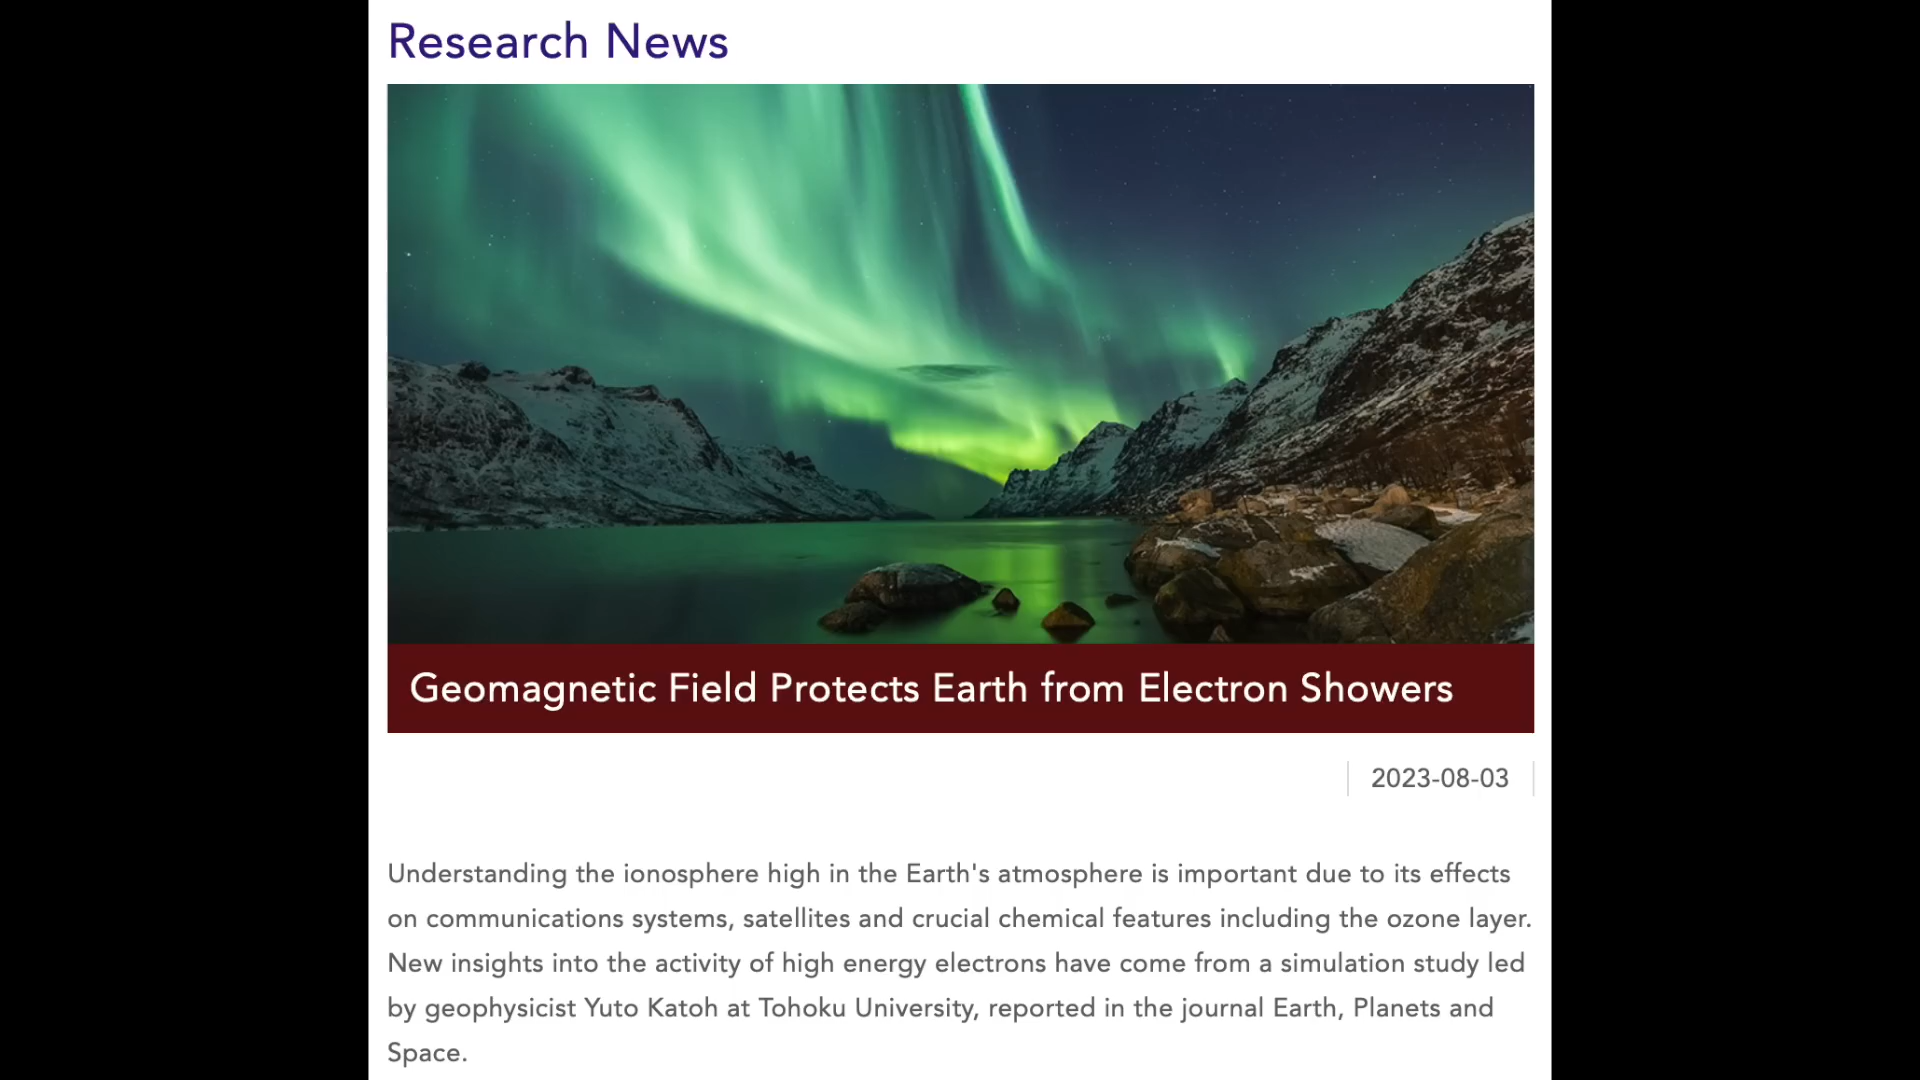 Research News
Geomagnetic Field Protects Earth from Electron Showers
2023-08-03
Understanding the ionosphere high in the Earth's atmosphere is important due to its effects
on communications systems, satellites and crucial chemical features including the ozone layer.
New insights into the activity of high energy electrons have come from a simulation study led
by geophysicist Yuto Katoh at Tohoku University, reported in the journal Earth, Planets and
Space.